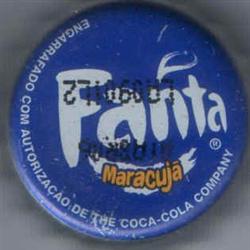 Fanta
®
Maracujá
ENGARRAFADO COM AUTORIZAÇÃO DE THE COCA-COLA COMPANY